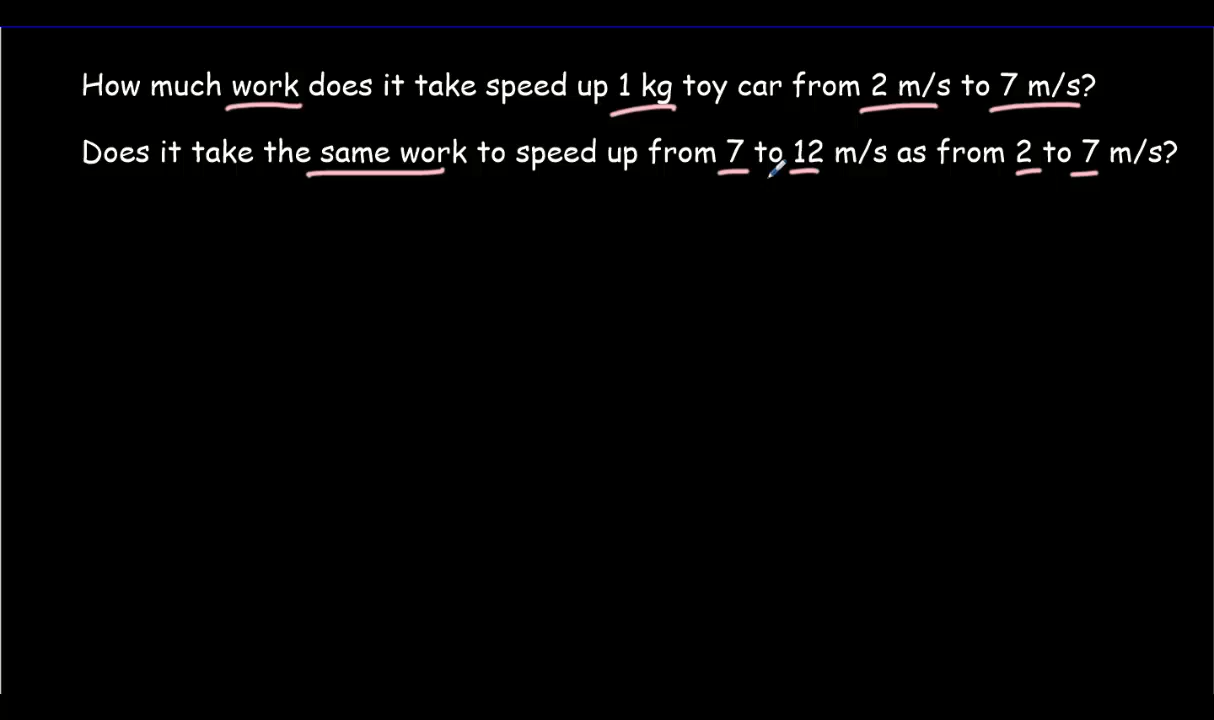 How much work does it take speed up 1 kg toy car from 2 m/s to 7 m/s?
Does it take the same work to speed up from 7 to 12 m/s as from 2 to 7 m/s?